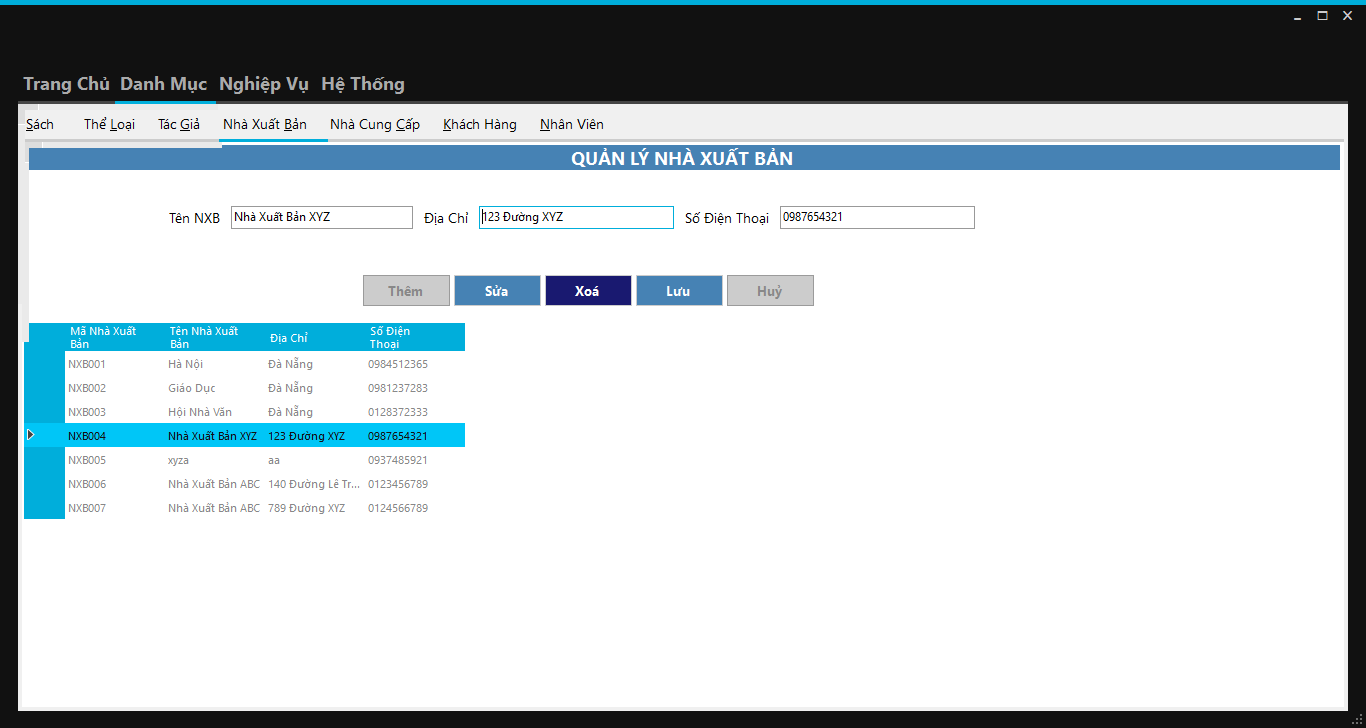 Trang Chủ Danh Mục Nghiệp Vụ Hệ Thống
Sách Thể Loại Tác Giả Nhà Xuất Bản Nhà Cung Cấp Khách Hàng Nhân Viên
QUẢN LÝ NHÀ XUẤT BẢN
Tên NXB Nhà Xuất Bản XYZ Địa Chỉ 123 Đường XYZ Số Điện Thoại 0987654321
Thêm Sửa Xoá Lưu Huỷ
Mã Nhà Xuất Bản Tên Nhà Xuất Bản Địa Chỉ Số Điện Thoại
NXB001 Hà Nội Đà Nẵng 0984512365
NXB002 Giáo Dục Đà Nẵng 0981237283
NXB003 Hội Nhà Văn Đà Nẵng 0128372333
NXB004 Nhà Xuất Bản XYZ 123 Đường XYZ 0987654321
NXB005 xyza aa 0937485921
NXB006 Nhà Xuất Bản ABC 140 Đường Lê Tr... 0123456789
NXB007 Nhà Xuất Bản ABC 789 Đường XYZ 0124566789